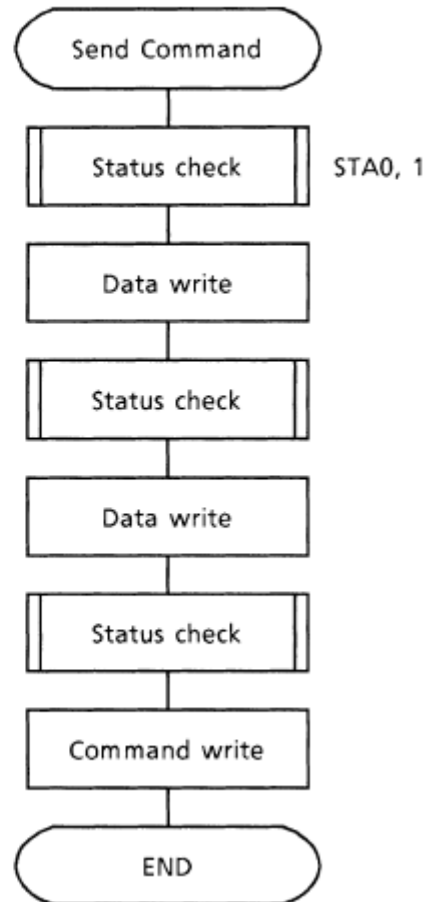 Send Command
Status check
STA0, 1
Data write
Status check
Data write
Status check
Command write
END